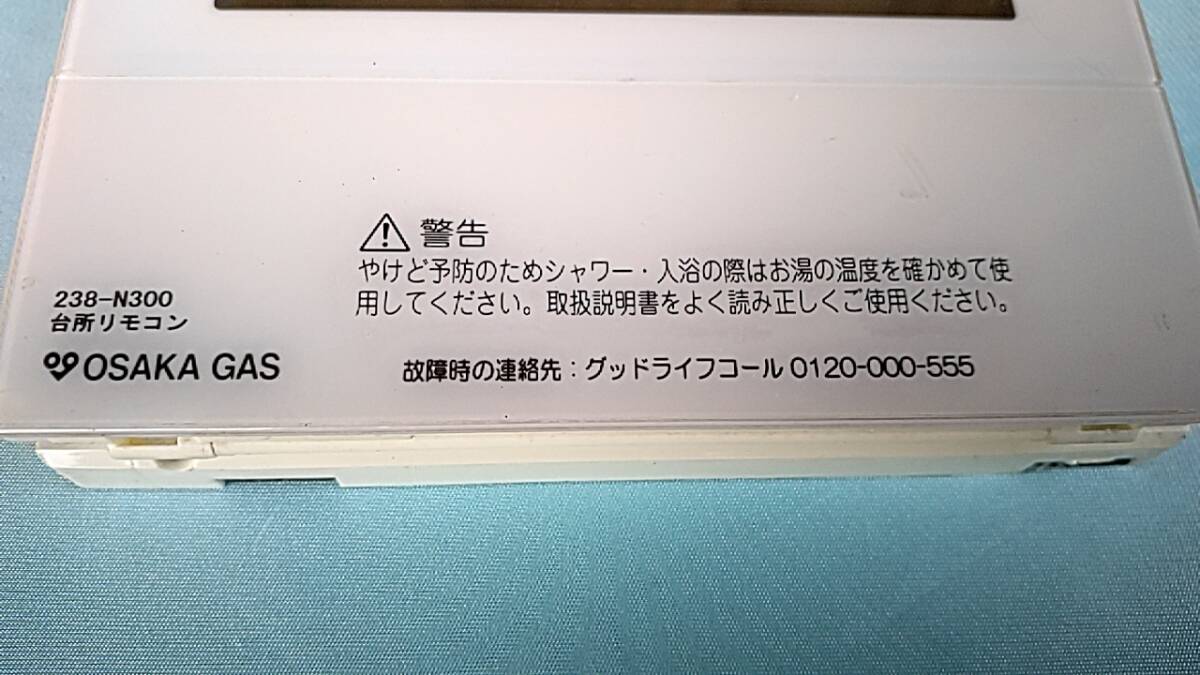 警告
やけど予防のためシャワー・入浴の際はお湯の温度を確かめて使
用してください。取扱説明書をよく読み正しくご使用ください。
238-N300
台所リモコン
OSAKA GAS
故障時の連絡先：グッドライフコール 0120-000-555